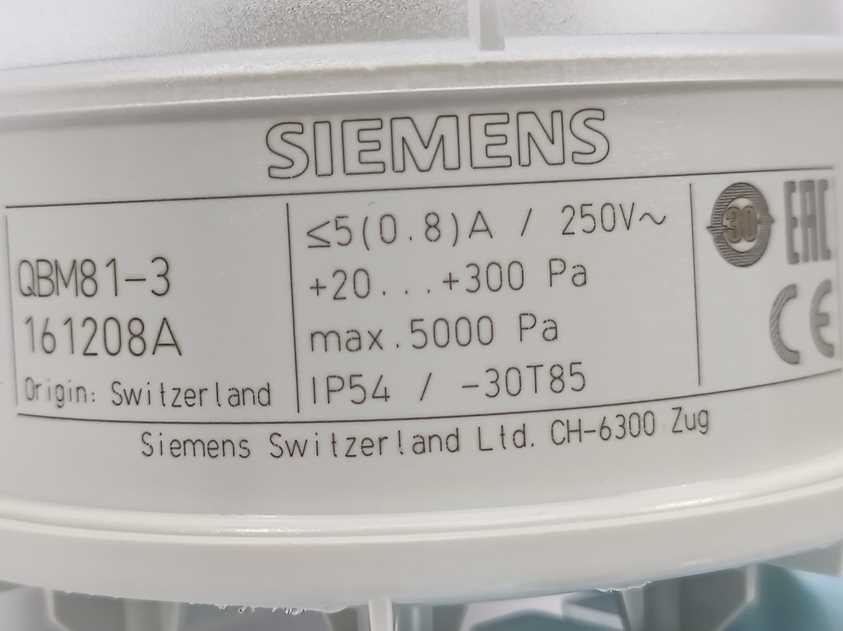 SIEMENS
QBM81-3
161208A
Origin: Switzerland
≤5(0.8)A / 250V~
+20...+300 Pa
max.5000 Pa
IP54 / -30T85
30
EAC
CE
Siemens Switzerland Ltd. CH-6300 Zug